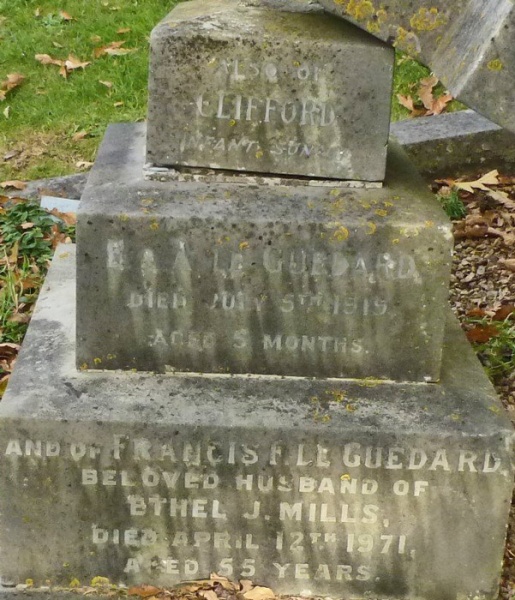 ALSO OF
CLIFFORD
INFANT SON OF
& A LE GUEDARD
DIED JULY 5TH 1919,
AGED 5 MONTHS.
AND OF FRANCIS F. LE GUEDARD
BELOVED HUSBAND OF
ETHEL J. MILLS,
DIED APRIL 12TH 1971,
AGED 55 YEARS.